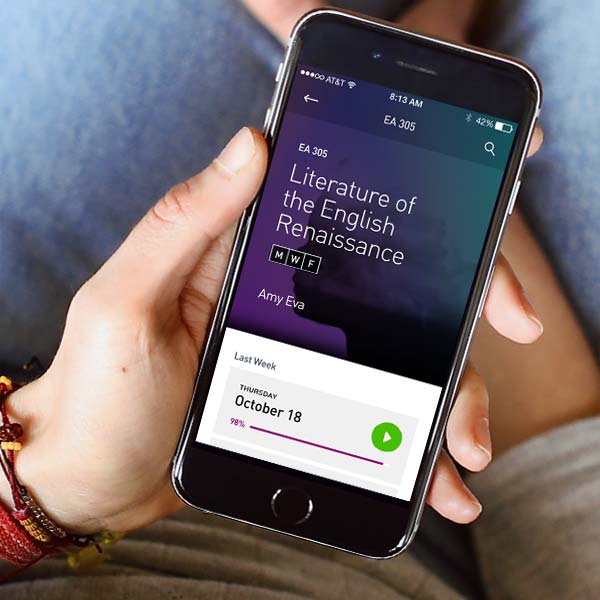 AT&T
8:13 AM
42%
EA 305
EA 305
Literature of
the English
Renaissance
M W F
Amy Eva
Last Week
THURSDAY
October 18
98%